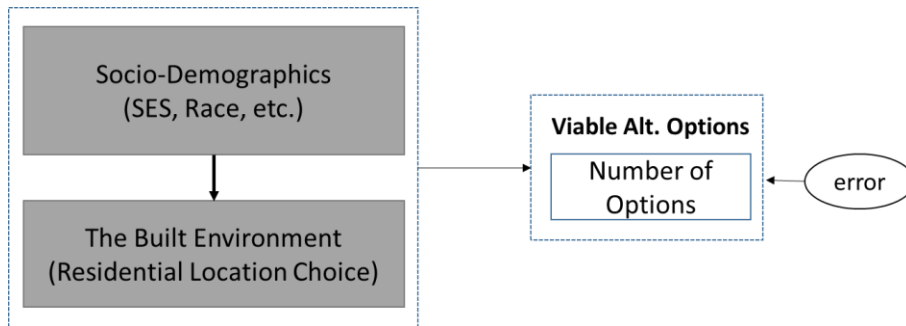 Socio-Demographics
(SES, Race, etc.)
The Built Environment
(Residential Location Choice)
Viable Alt. Options
Number of
Options
error